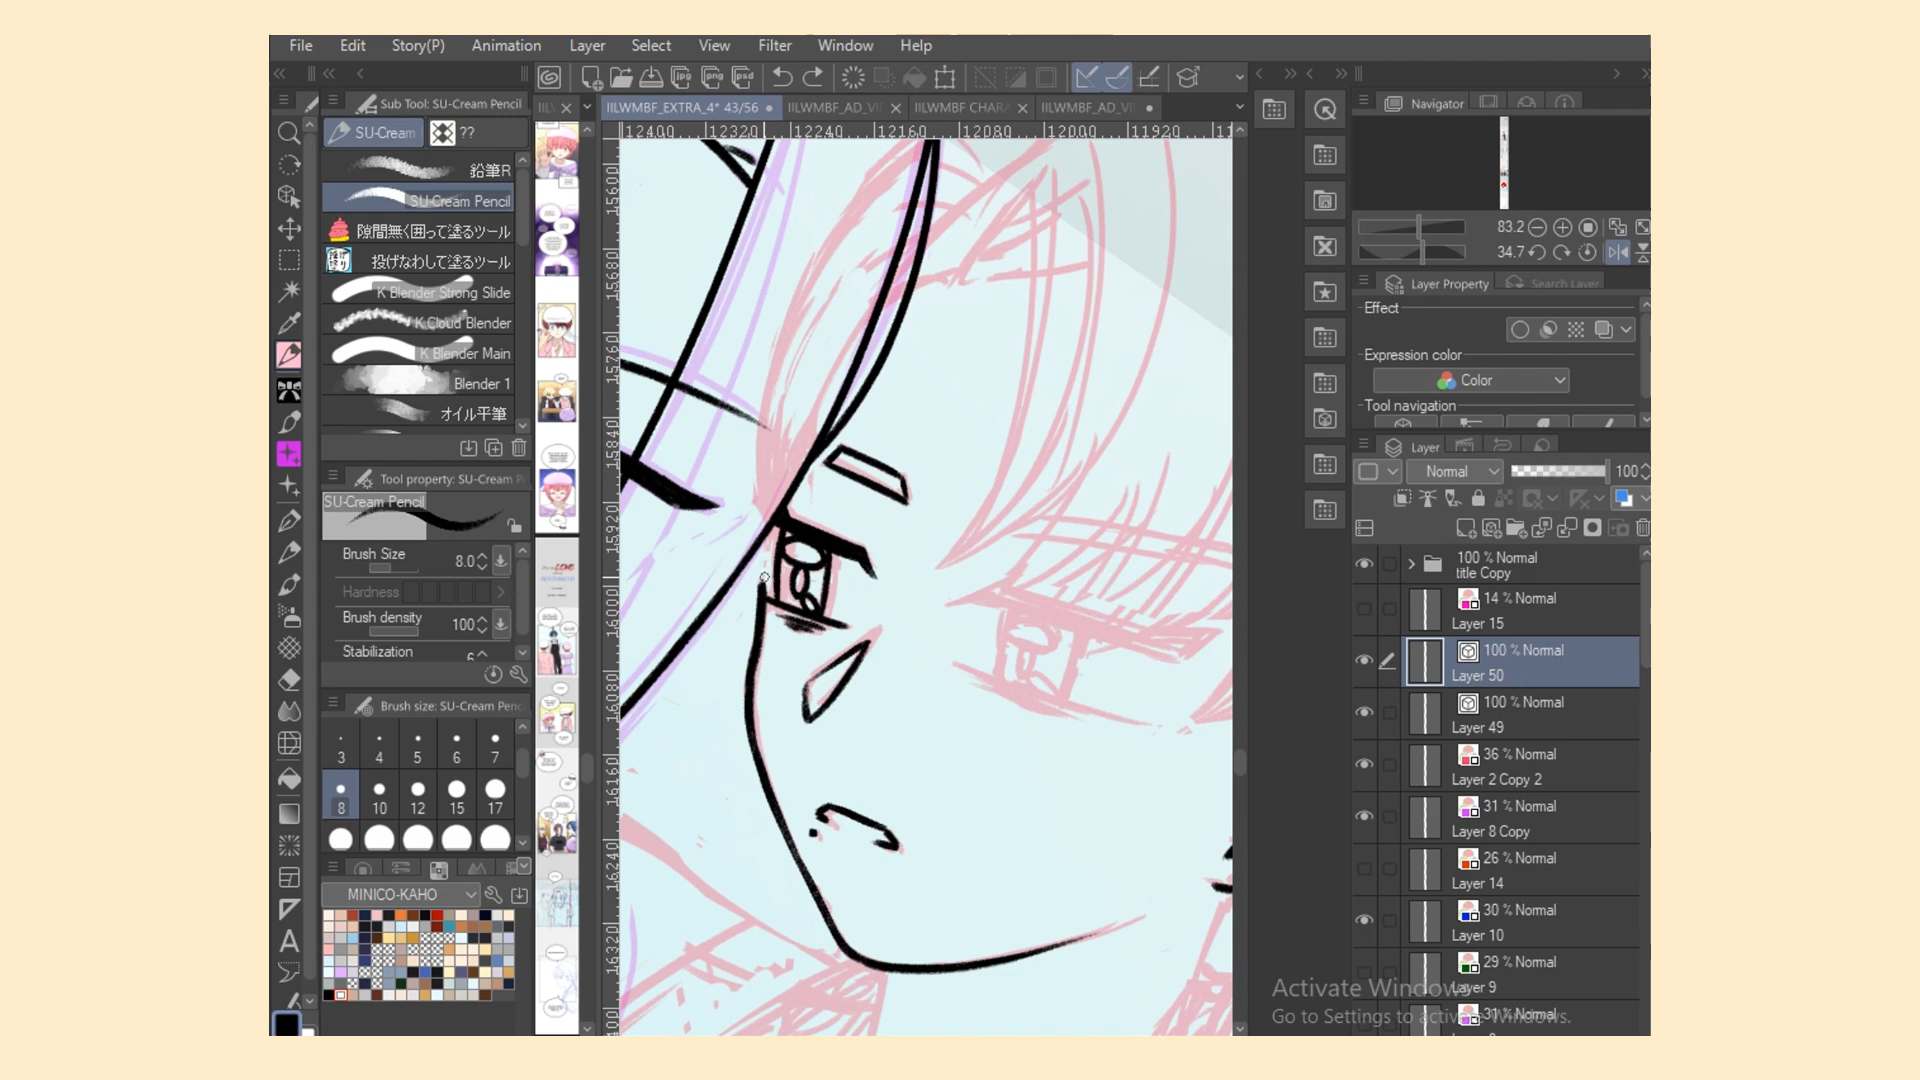 File Edit Story(P) Animation Layer Select View Filter Window Help
Sub Tool: SU-Cream Pencil
IILWMBF_EXTRA_4* 43/56
IILWMBF_AD_VI
IILWMBF CHARA
IILWMBF_AD_VI
Navigator
SU-Cream
??
12400 12320 12240 12160 12080 12000 11920
鉛筆R
SU-Cream Pencil
隙間無く囲って塗るツール
投げなわして塗るツール
K Blender Strong Slide
K Cloud Blender
K Blender Main
Blender 1
オイル平筆
Tool property: SU-Cream P
SU-Cream Pencil
Brush Size
8.0
Hardness
Brush density
100
Stabilization
6
Brush size: SU-Cream Penc
3 4 5 6 7
8 10 12 15 17
MINICO-KAHO
15600
15680
15760
15840
15920
16000
16080
16160
16240
16320
83.2
34.7
Layer Property
Search Layer
Effect
Expression color
Color
Tool navigation
Layer
Normal
100
100 % Normal
title Copy
14 % Normal
Layer 15
100 % Normal
Layer 50
100 % Normal
Layer 49
36 % Normal
Layer 2 Copy 2
31 % Normal
Layer 8 Copy
26 % Normal
Layer 14
30 % Normal
Layer 10
29 % Normal
Layer 9
31 % Normal
Activate Windows
Go to Settings to activate Windows.